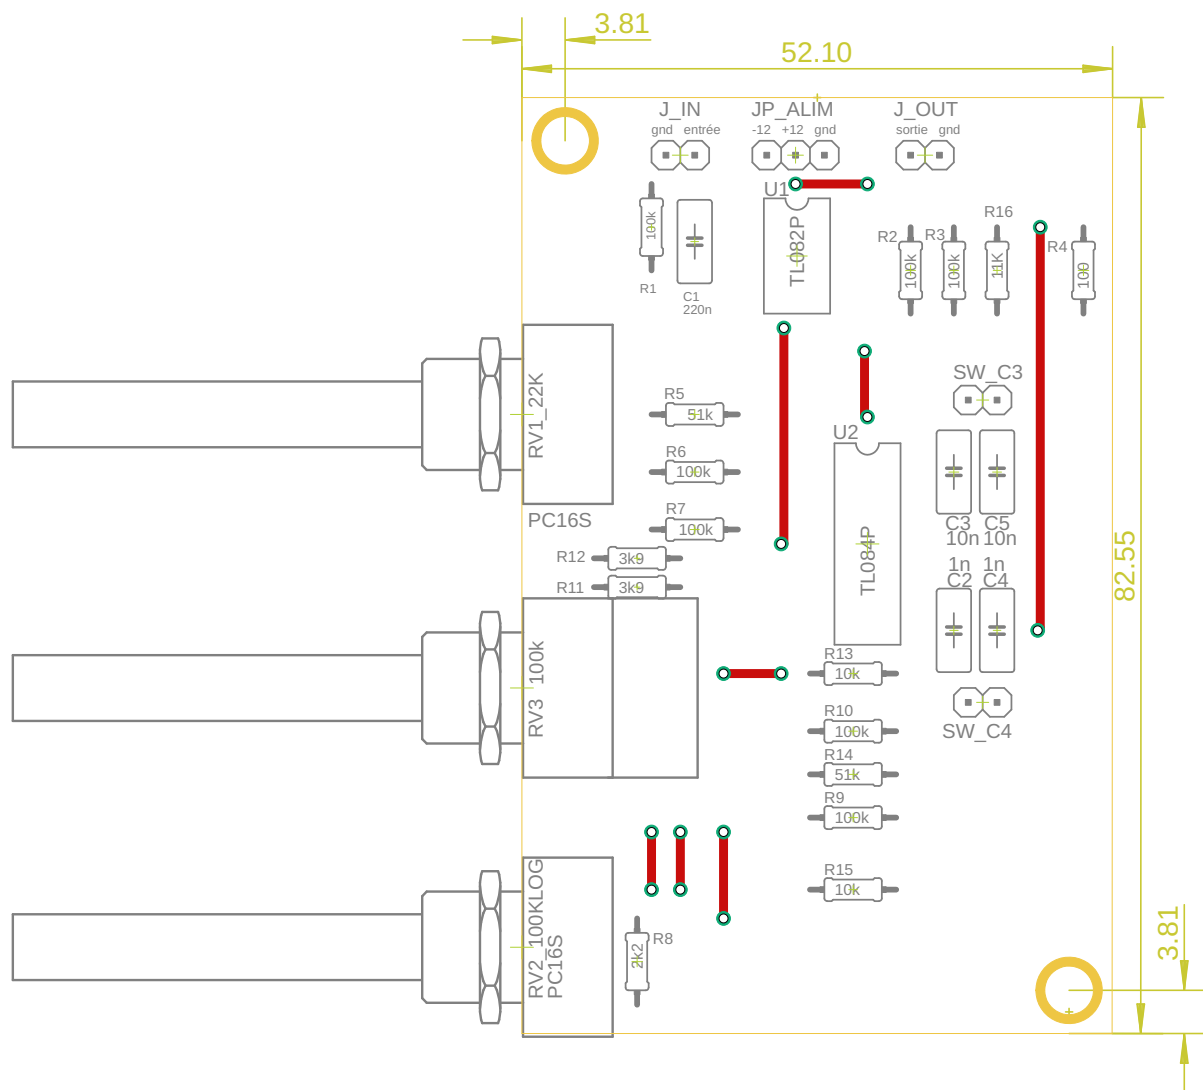 3.81
52.10
J_IN
JP_ALIM
J_OUT
gnd entrée
-12 +12 gnd
sortie gnd
U1
TL082P
100k
R1
C1
220n
R2
100k
R3
100k
R16
11K
R4
100
RV1_22K
PC16S
R5
51k
R6
100k
R7
100k
R12
3k9
R11
3k9
SW_C3
U2
TL084P
C3 C5
10n 10n
1n 1n
C2 C4
82.55
SW_C4
RV3 100k
R13
10k
R10
100k
R14
51k
R9
100k
R15
10k
RV2_100KLOG
PC16S
R8
2k2
3.81